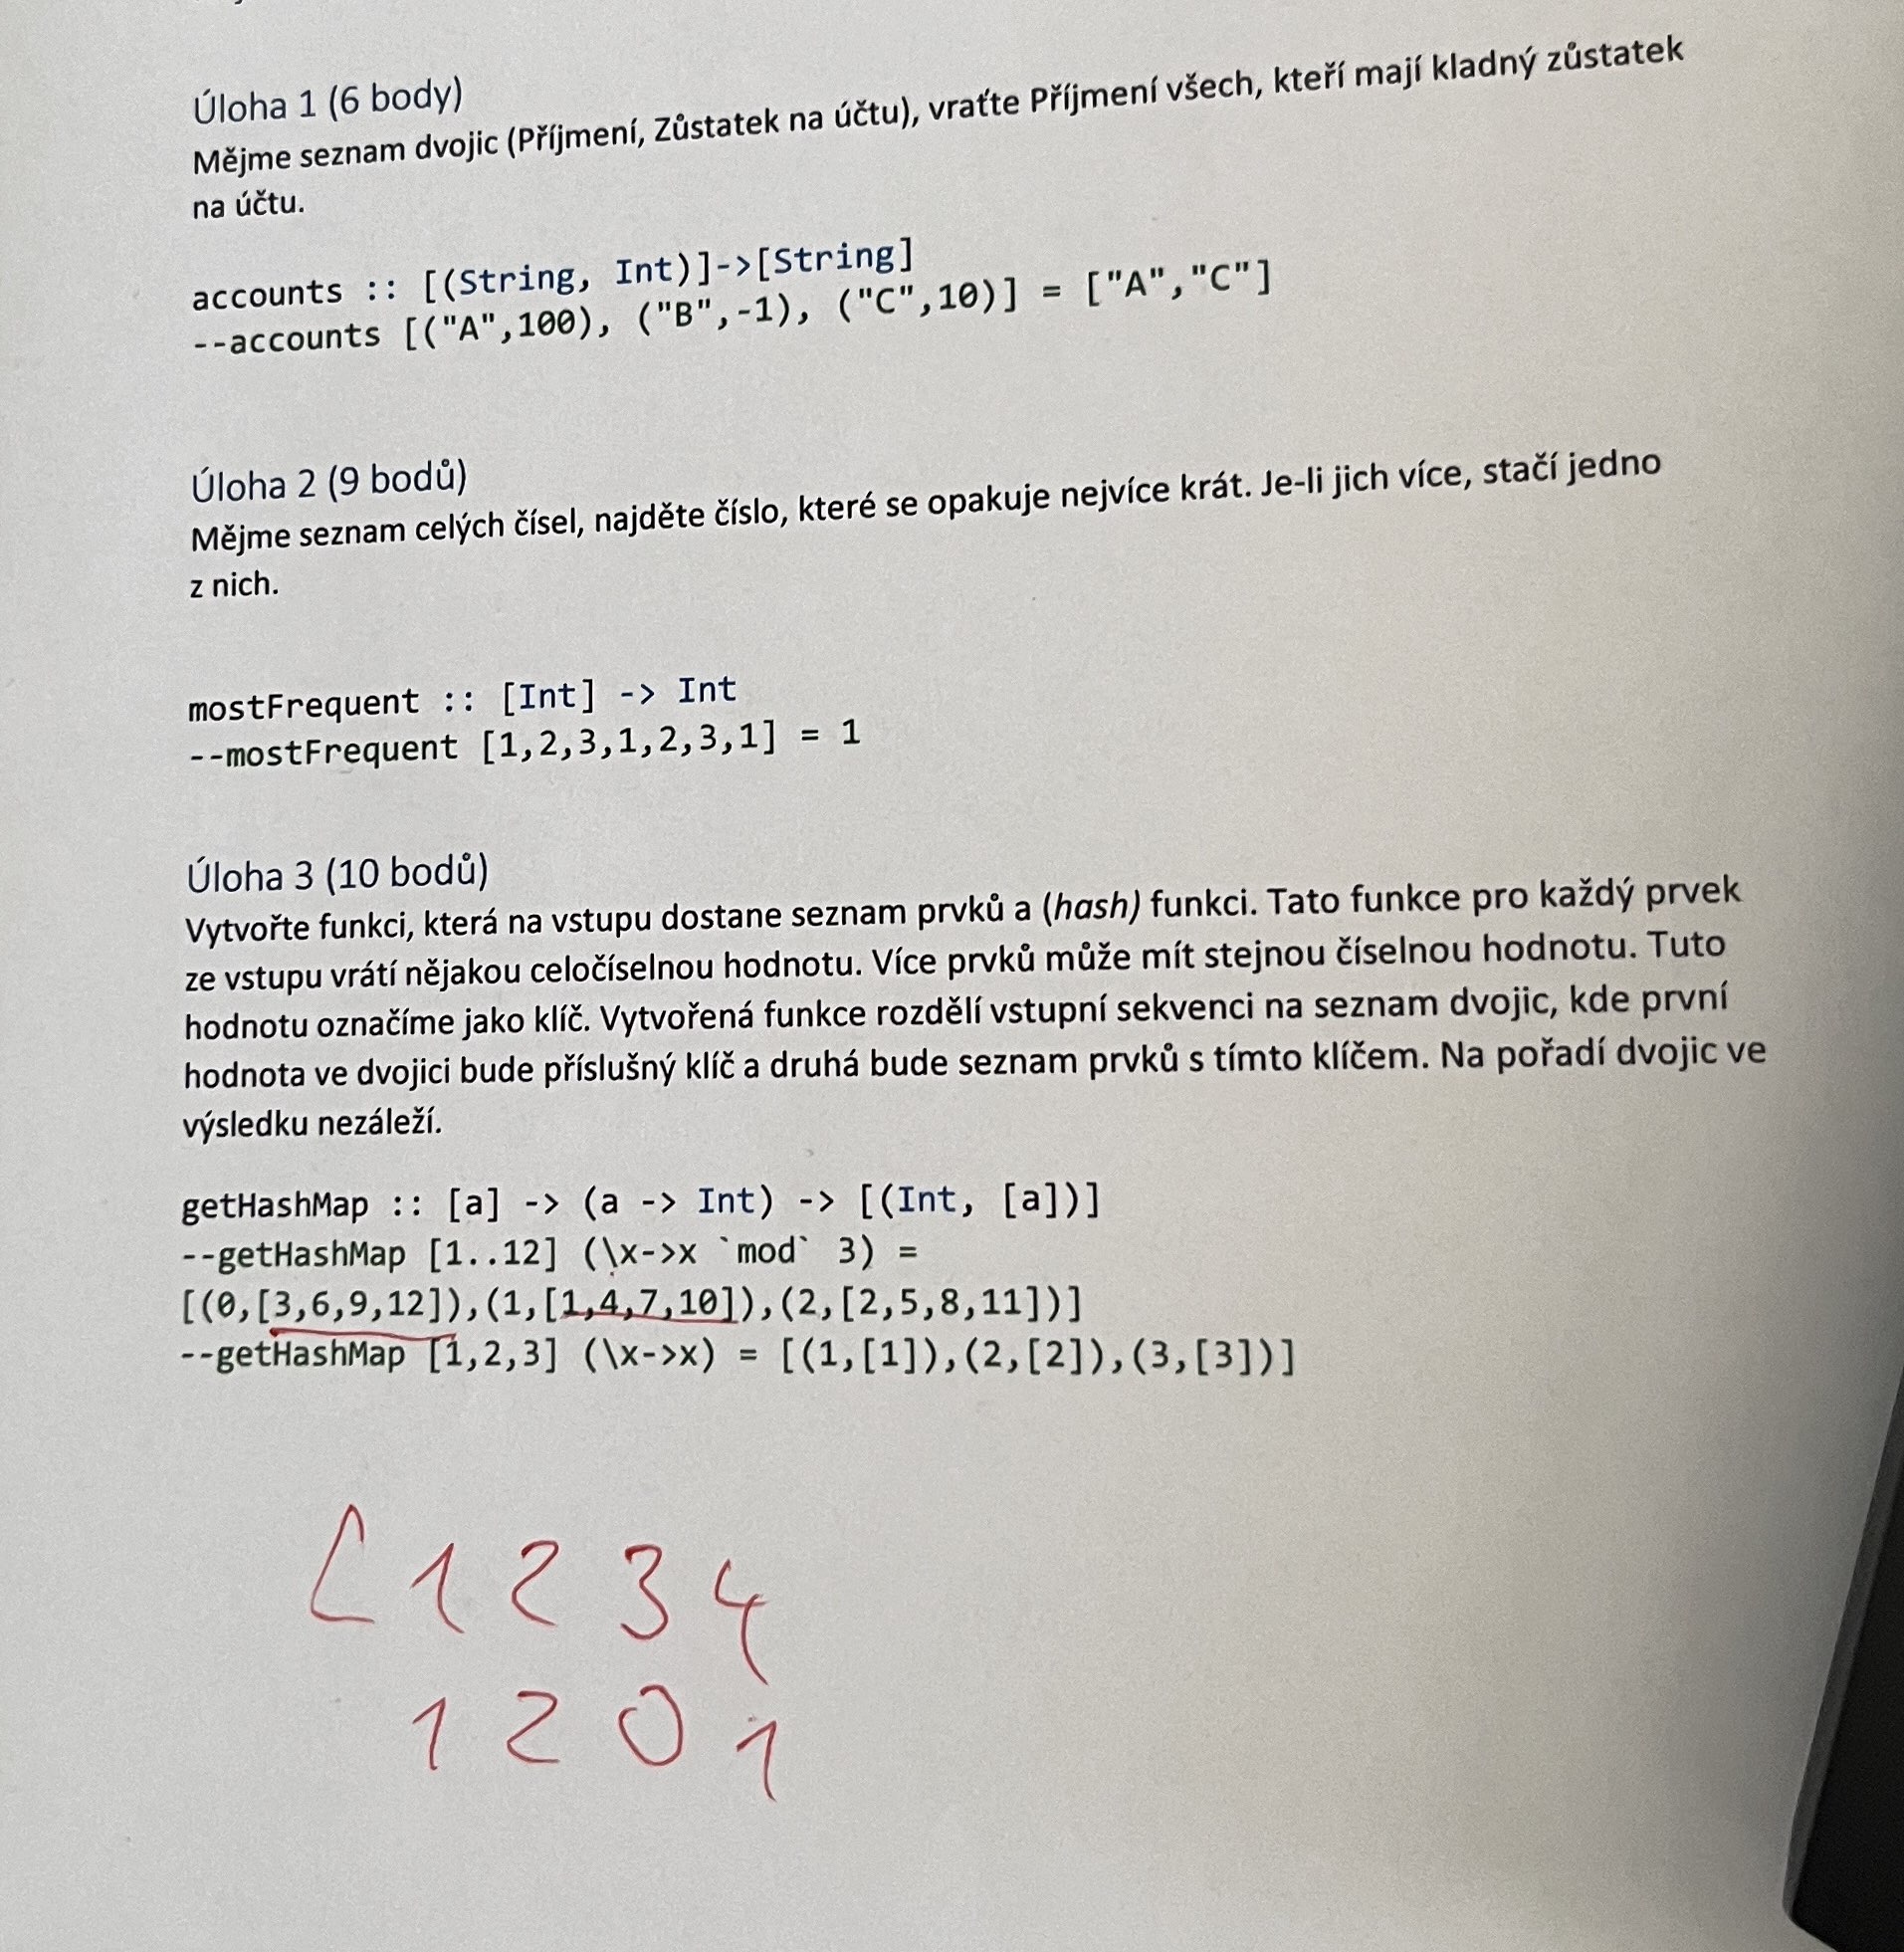 Úloha 1 (6 body)
Mějme seznam dvojic (Příjmení, Zůstatek na účtu), vraťte Příjmení všech, kteří mají kladný zůstatek
na účtu.
accounts :: [(String, Int)]->[String]
--accounts [("A",100), ("B",-1), ("C",10)] = ["A","C"]
Úloha 2 (9 bodů)
Mějme seznam celých čísel, najděte číslo, které se opakuje nejvíce krát. Je-li jich více, stačí jedno
z nich.
mostFrequent :: [Int] -> Int
--mostFrequent [1,2,3,1,2,3,1] = 1
Úloha 3 (10 bodů)
Vytvořte funkci, která na vstupu dostane seznam prvků a (hash) funkci. Tato funkce pro každý prvek
ze vstupu vrátí nějakou celočíselnou hodnotu. Více prvků může mít stejnou číselnou hodnotu. Tuto
hodnotu označíme jako klíč. Vytvořená funkce rozdělí vstupní sekvenci na seznam dvojic, kde první
hodnota ve dvojici bude příslušný klíč a druhá bude seznam prvků s tímto klíčem. Na pořadí dvojic ve
výsledku nezáleží.
getHashMap :: [a] -> (a -> Int) -> [(Int, [a])]
--getHashMap [1..12] (\x->x `mod` 3) =
[(0,[3,6,9,12]),(1,[1,4,7,10]),(2,[2,5,8,11])]
--getHashMap [1,2,3] (\x->x) = [(1,[1]),(2,[2]),(3,[3])]
[1 2 3 4
1 2 0 1